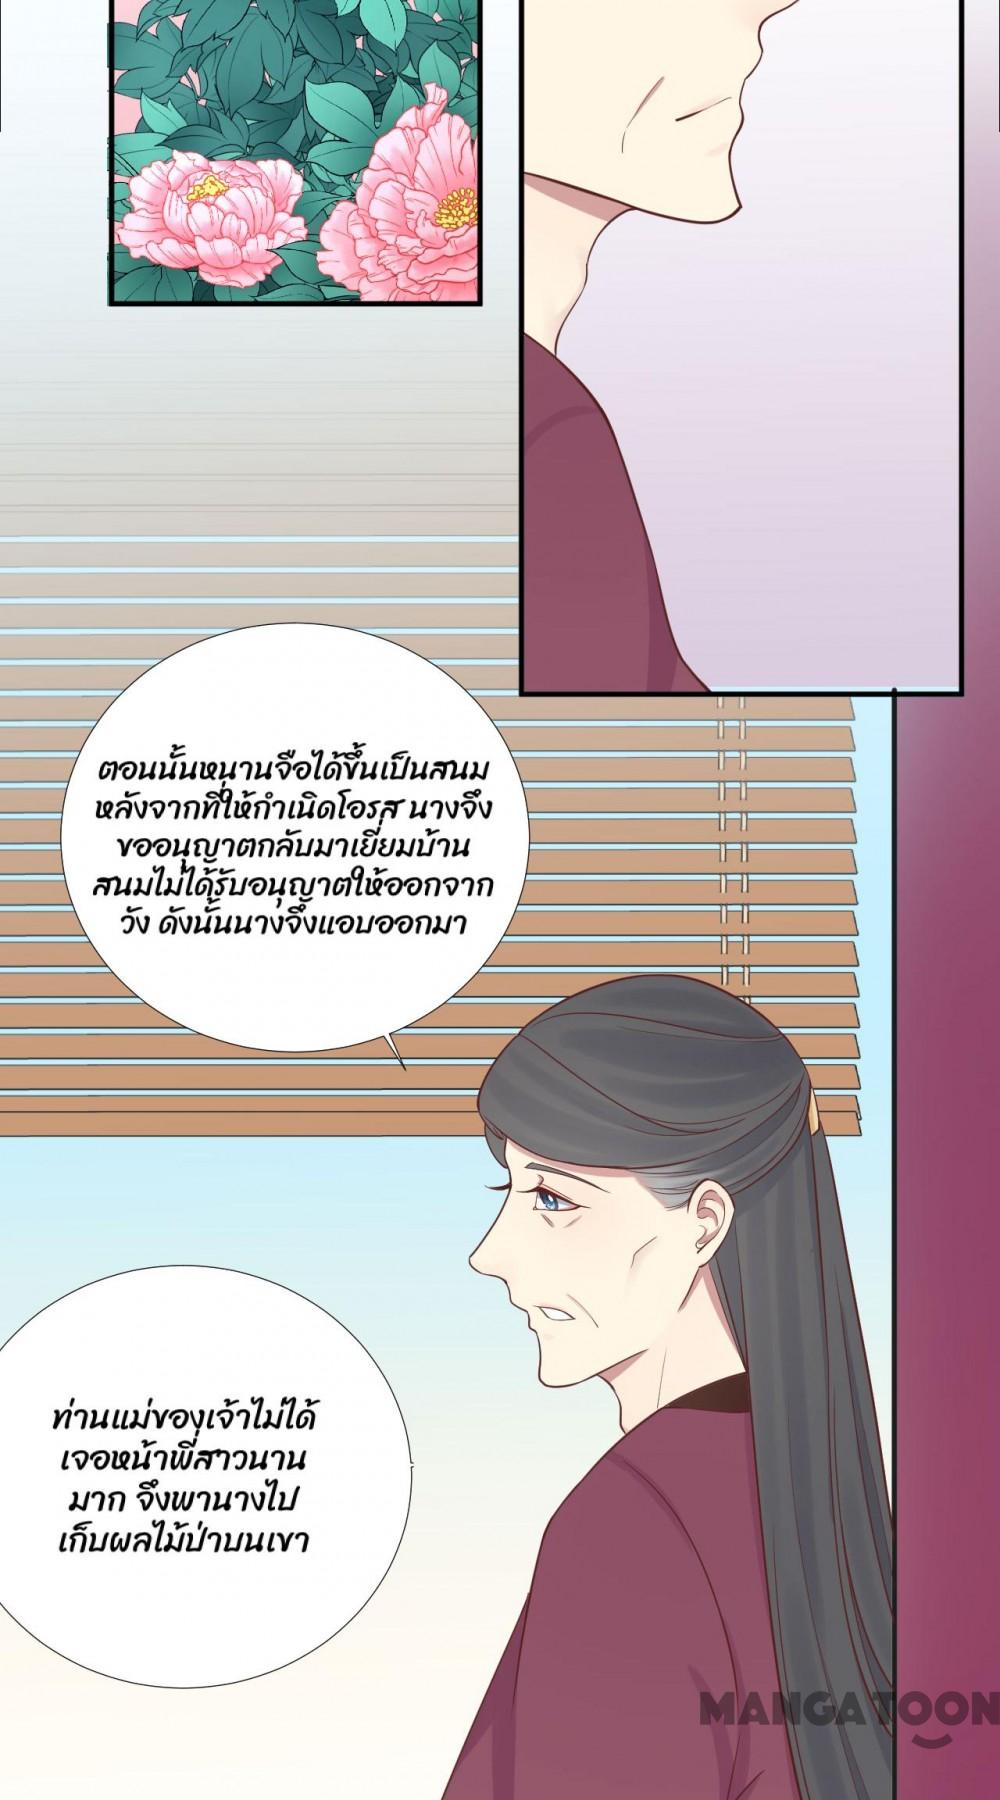 ตอนนั้นหนานจือได้ขึ้นเป็นสนม
หลังจากที่ให้กำเนิดโอรส นางจึง
ขออนุญาตกลับมาเยี่ยมบ้าน
สนมไม่ได้รับอนุญาตให้ออกจาก
วัง ดังนั้นนางจึงแอบออกมา
ท่านแม่ของเจ้าไม่ได้
เจอหน้าพี่สาวนาน
มาก จึงพานางไป
เก็บผลไม้ป่าบนเขา
MANGATOON